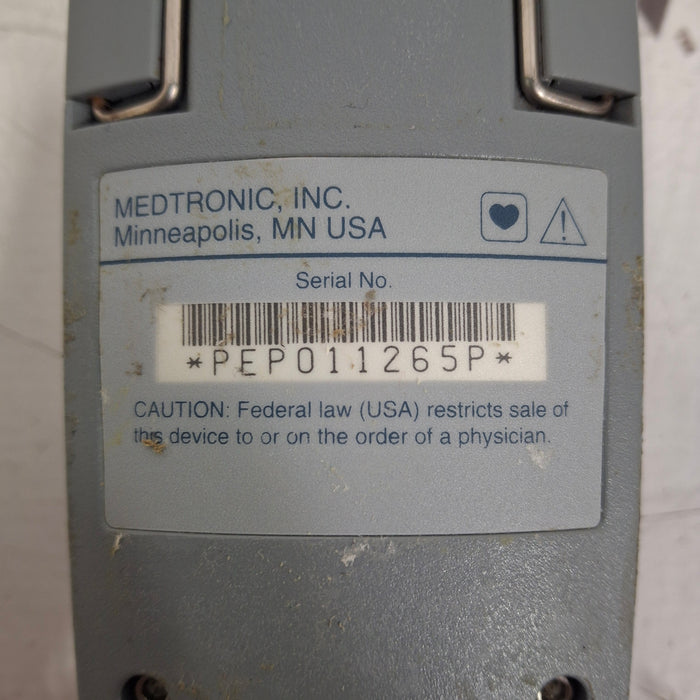 MEDTRONIC, INC.
Minneapolis, MN USA
Serial No.
*PEP011265P*
CAUTION: Federal law (USA) restricts sale of
this device to or on the order of a physician.